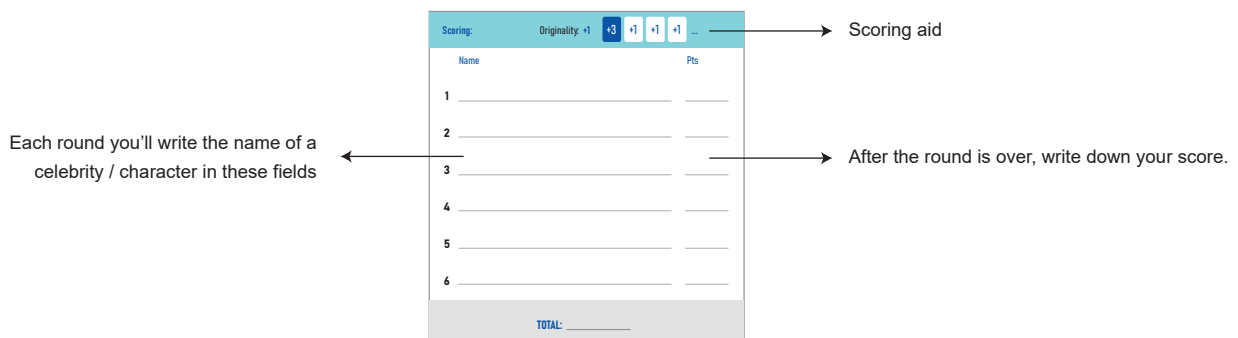 Scoring: Originality: +1 +3 +1 +1 +1 ...
Scoring aid
Name Pts
1
Each round you'll write the name of a
celebrity / character in these fields
2
After the round is over, write down your score.
3
4
5
6
TOTAL: